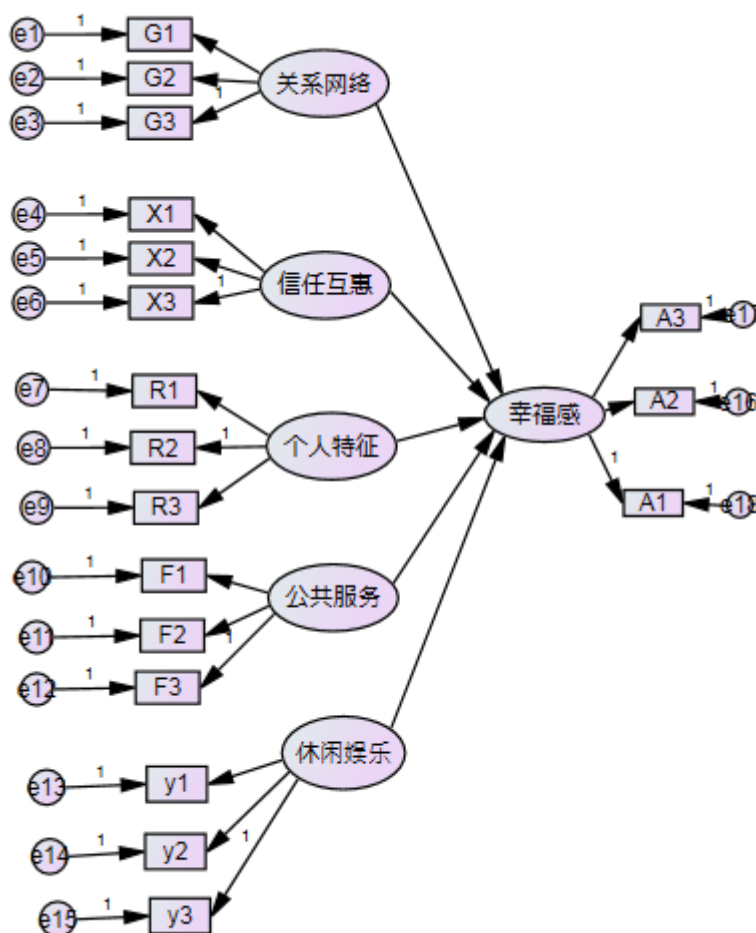 e1 1 G1
e2 1 G2
e3 1 G3
1
关系网络
e4 1 X1
e5 1 X2
e6 1 X3
1
信任互惠
e7 1 R1
e8 1 R2
e9 1 R3
1
个人特征
e10 1 F1
e11 1 F2
e12 1 F3
1
公共服务
e13 1 y1
e14 1 y2
e15 1 y3
1
休闲娱乐
幸福感
A3 1 e17
A2 1 e16
1
A1 1 e18